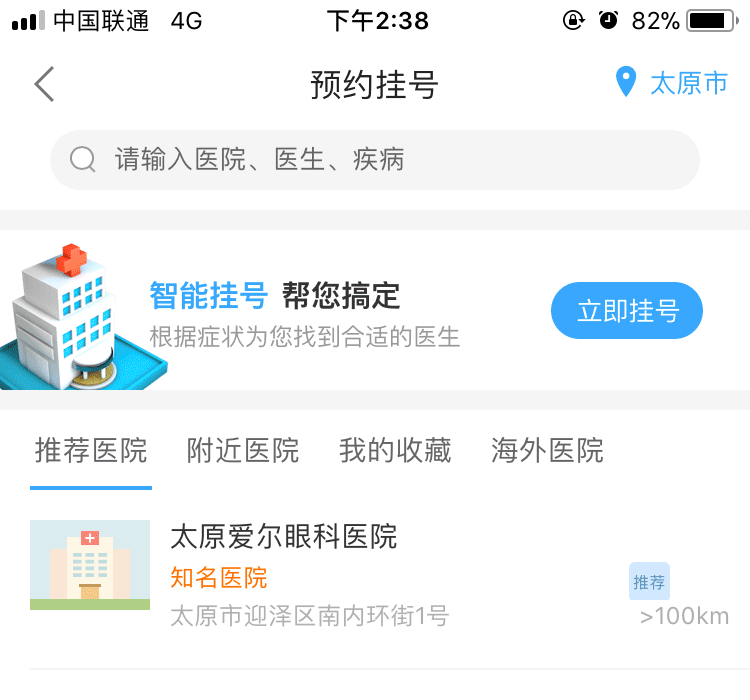 中国联通 4G 下午2:38 82%
预约挂号 太原市
请输入医院、医生、疾病
智能挂号 帮您搞定
根据症状为您找到合适的医生
立即挂号
推荐医院 附近医院 我的收藏 海外医院
太原爱尔眼科医院
知名医院
推荐
太原市迎泽区南内环街1号 >100km